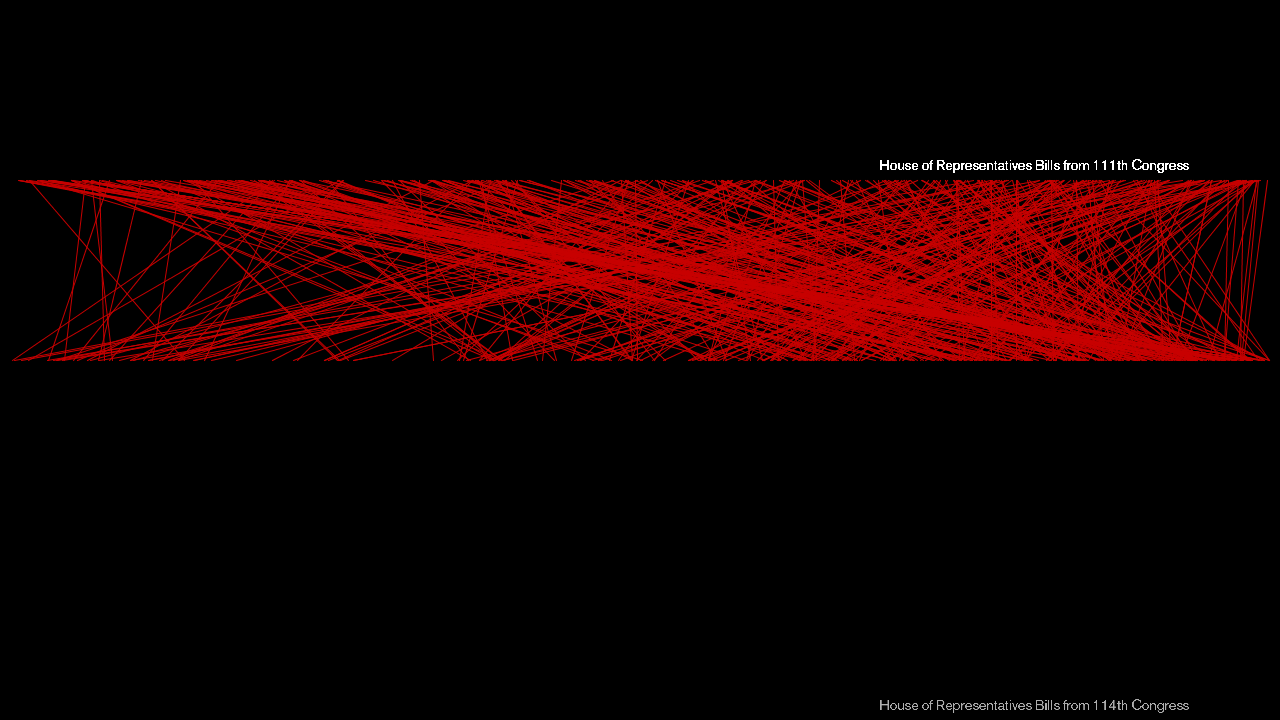 House of Representatives Bills from 111th Congress
House of Representatives Bills from 114th Congress